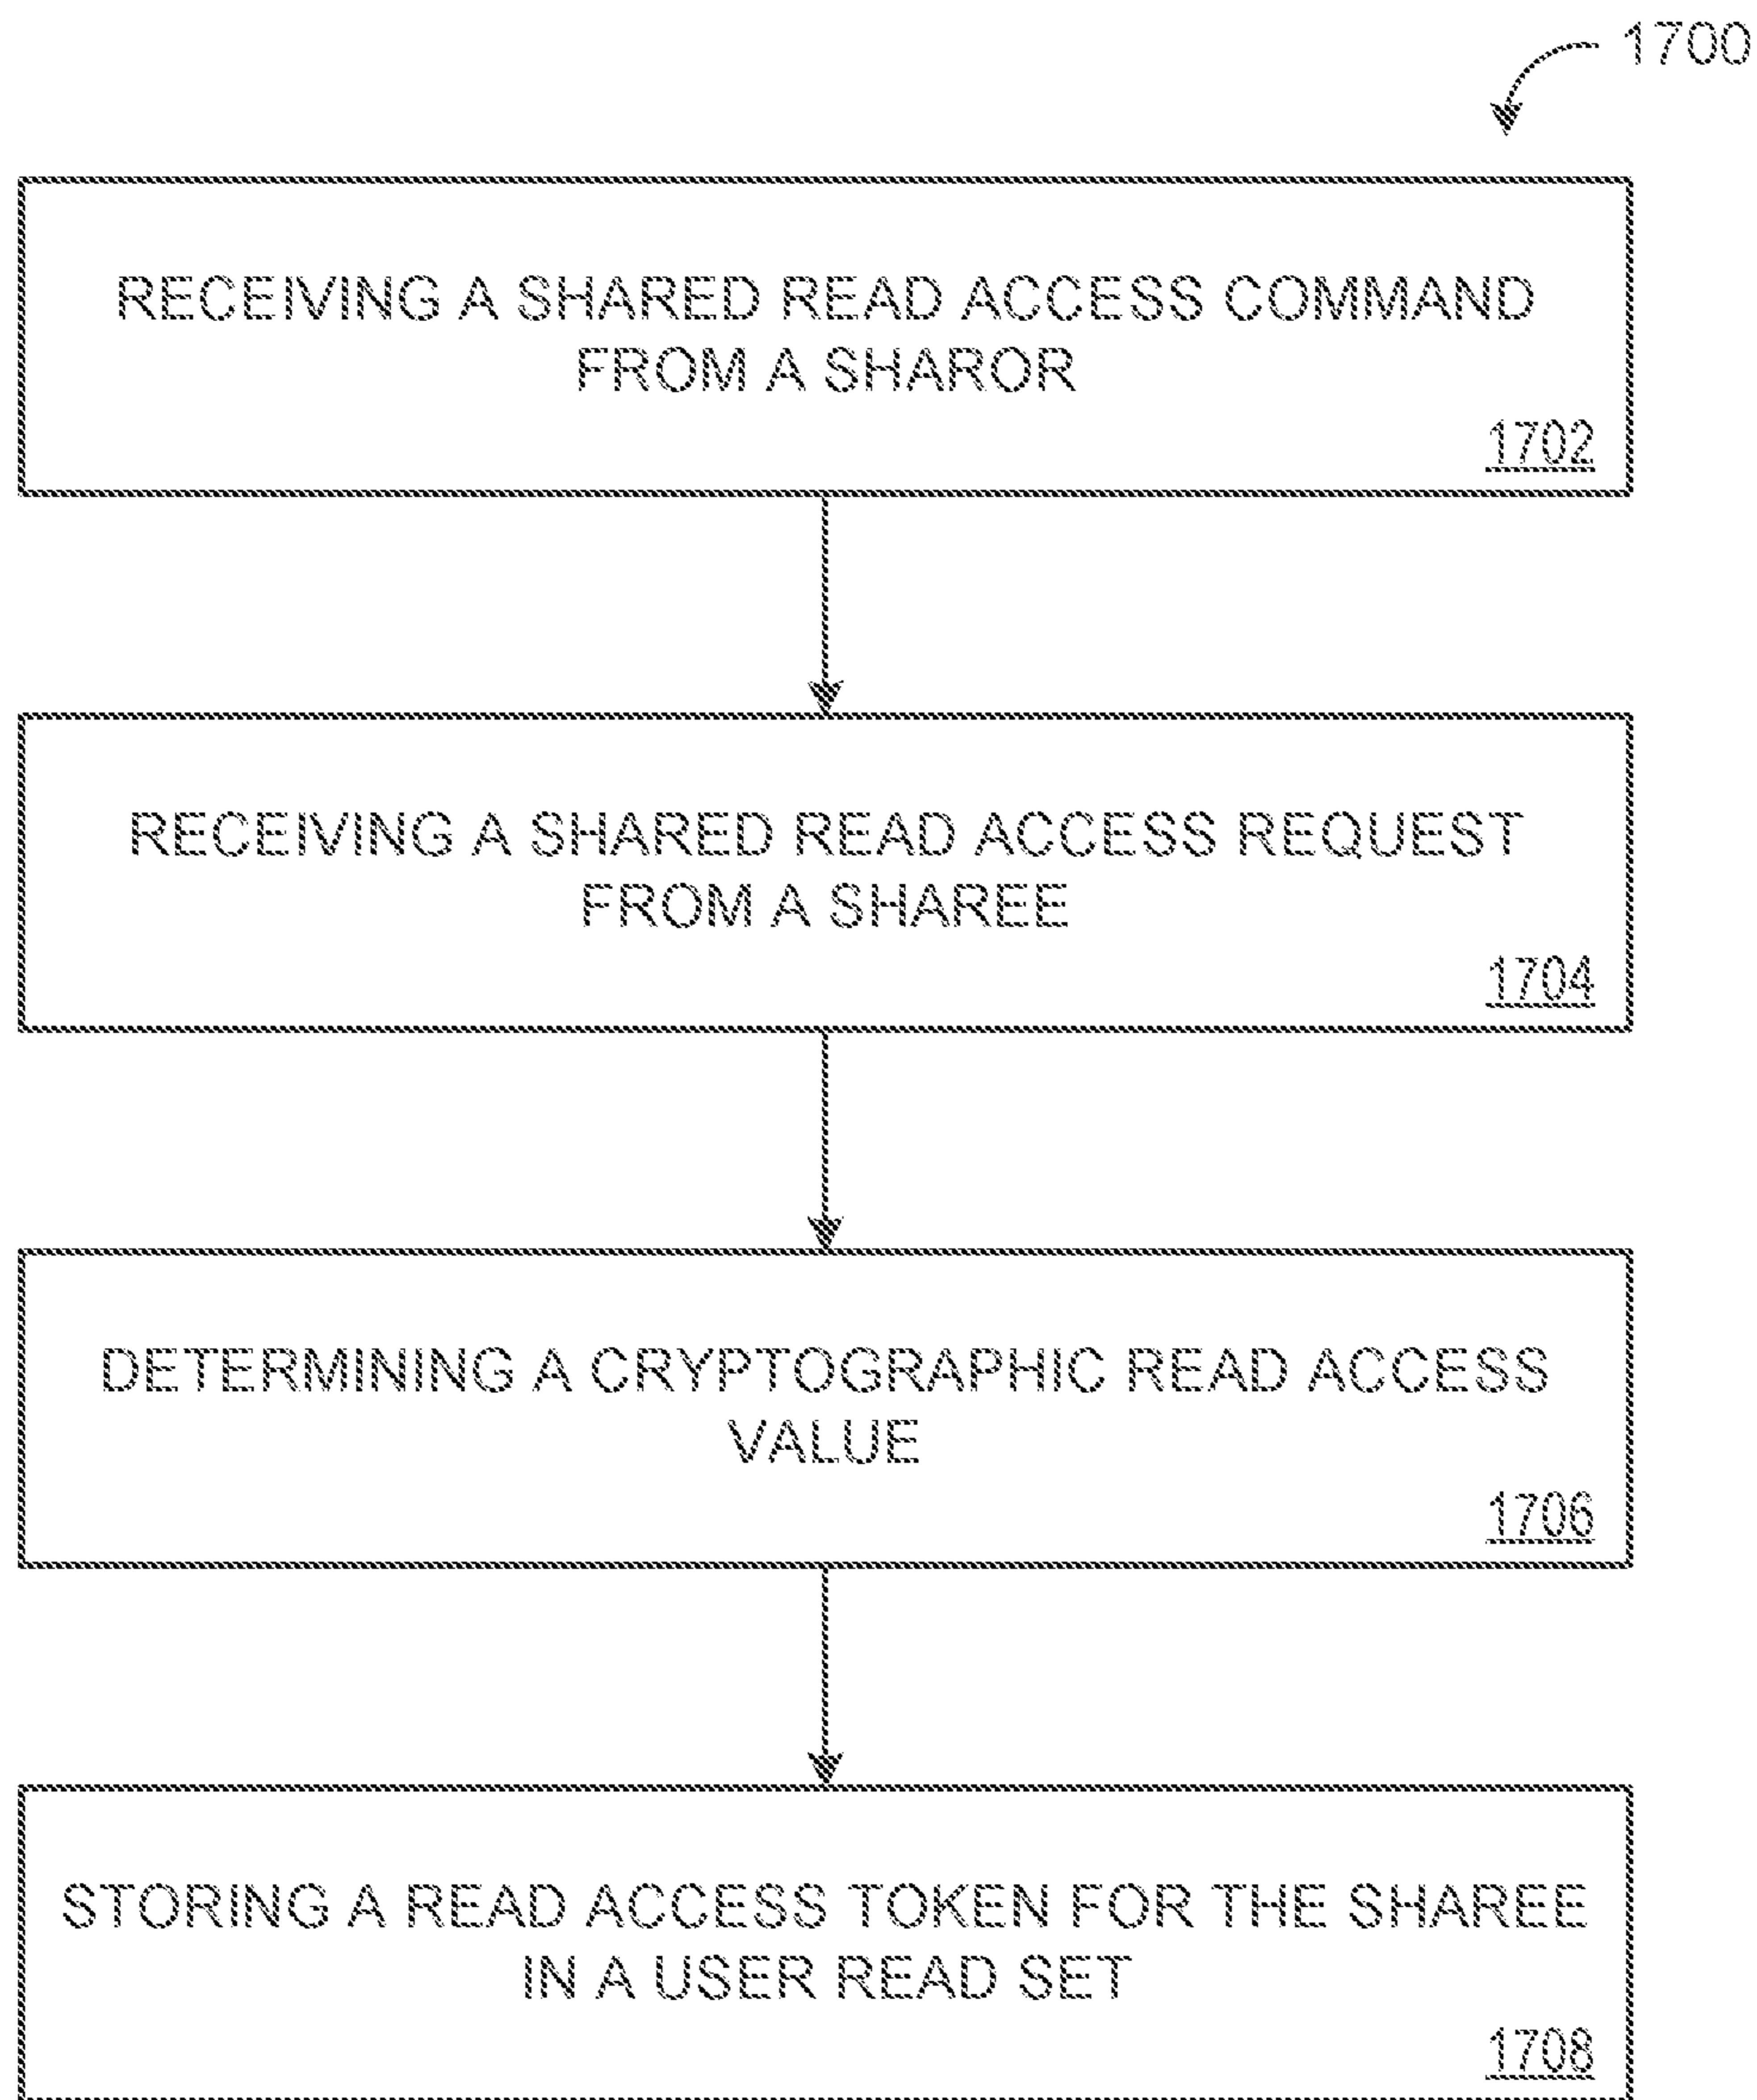 1700
RECEIVING A SHARED READ ACCESS COMMAND
FROM A SHAROR
1702
RECEIVING A SHARED READ ACCESS REQUEST
FROM A SHAREE
1704
DETERMINING A CRYPTOGRAPHIC READ ACCESS
VALUE
1706
STORING A READ ACCESS TOKEN FOR THE SHAREE
IN A USER READ SET
1708